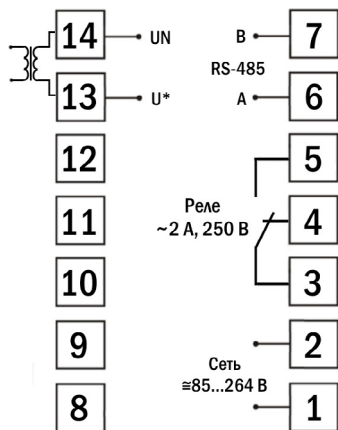 14 UN B 7
RS-485
13 U* A 6
12 5
Реле
~2 А, 250 В
11 4
10 3
9 2
Сеть
≅85...264 В
8 1